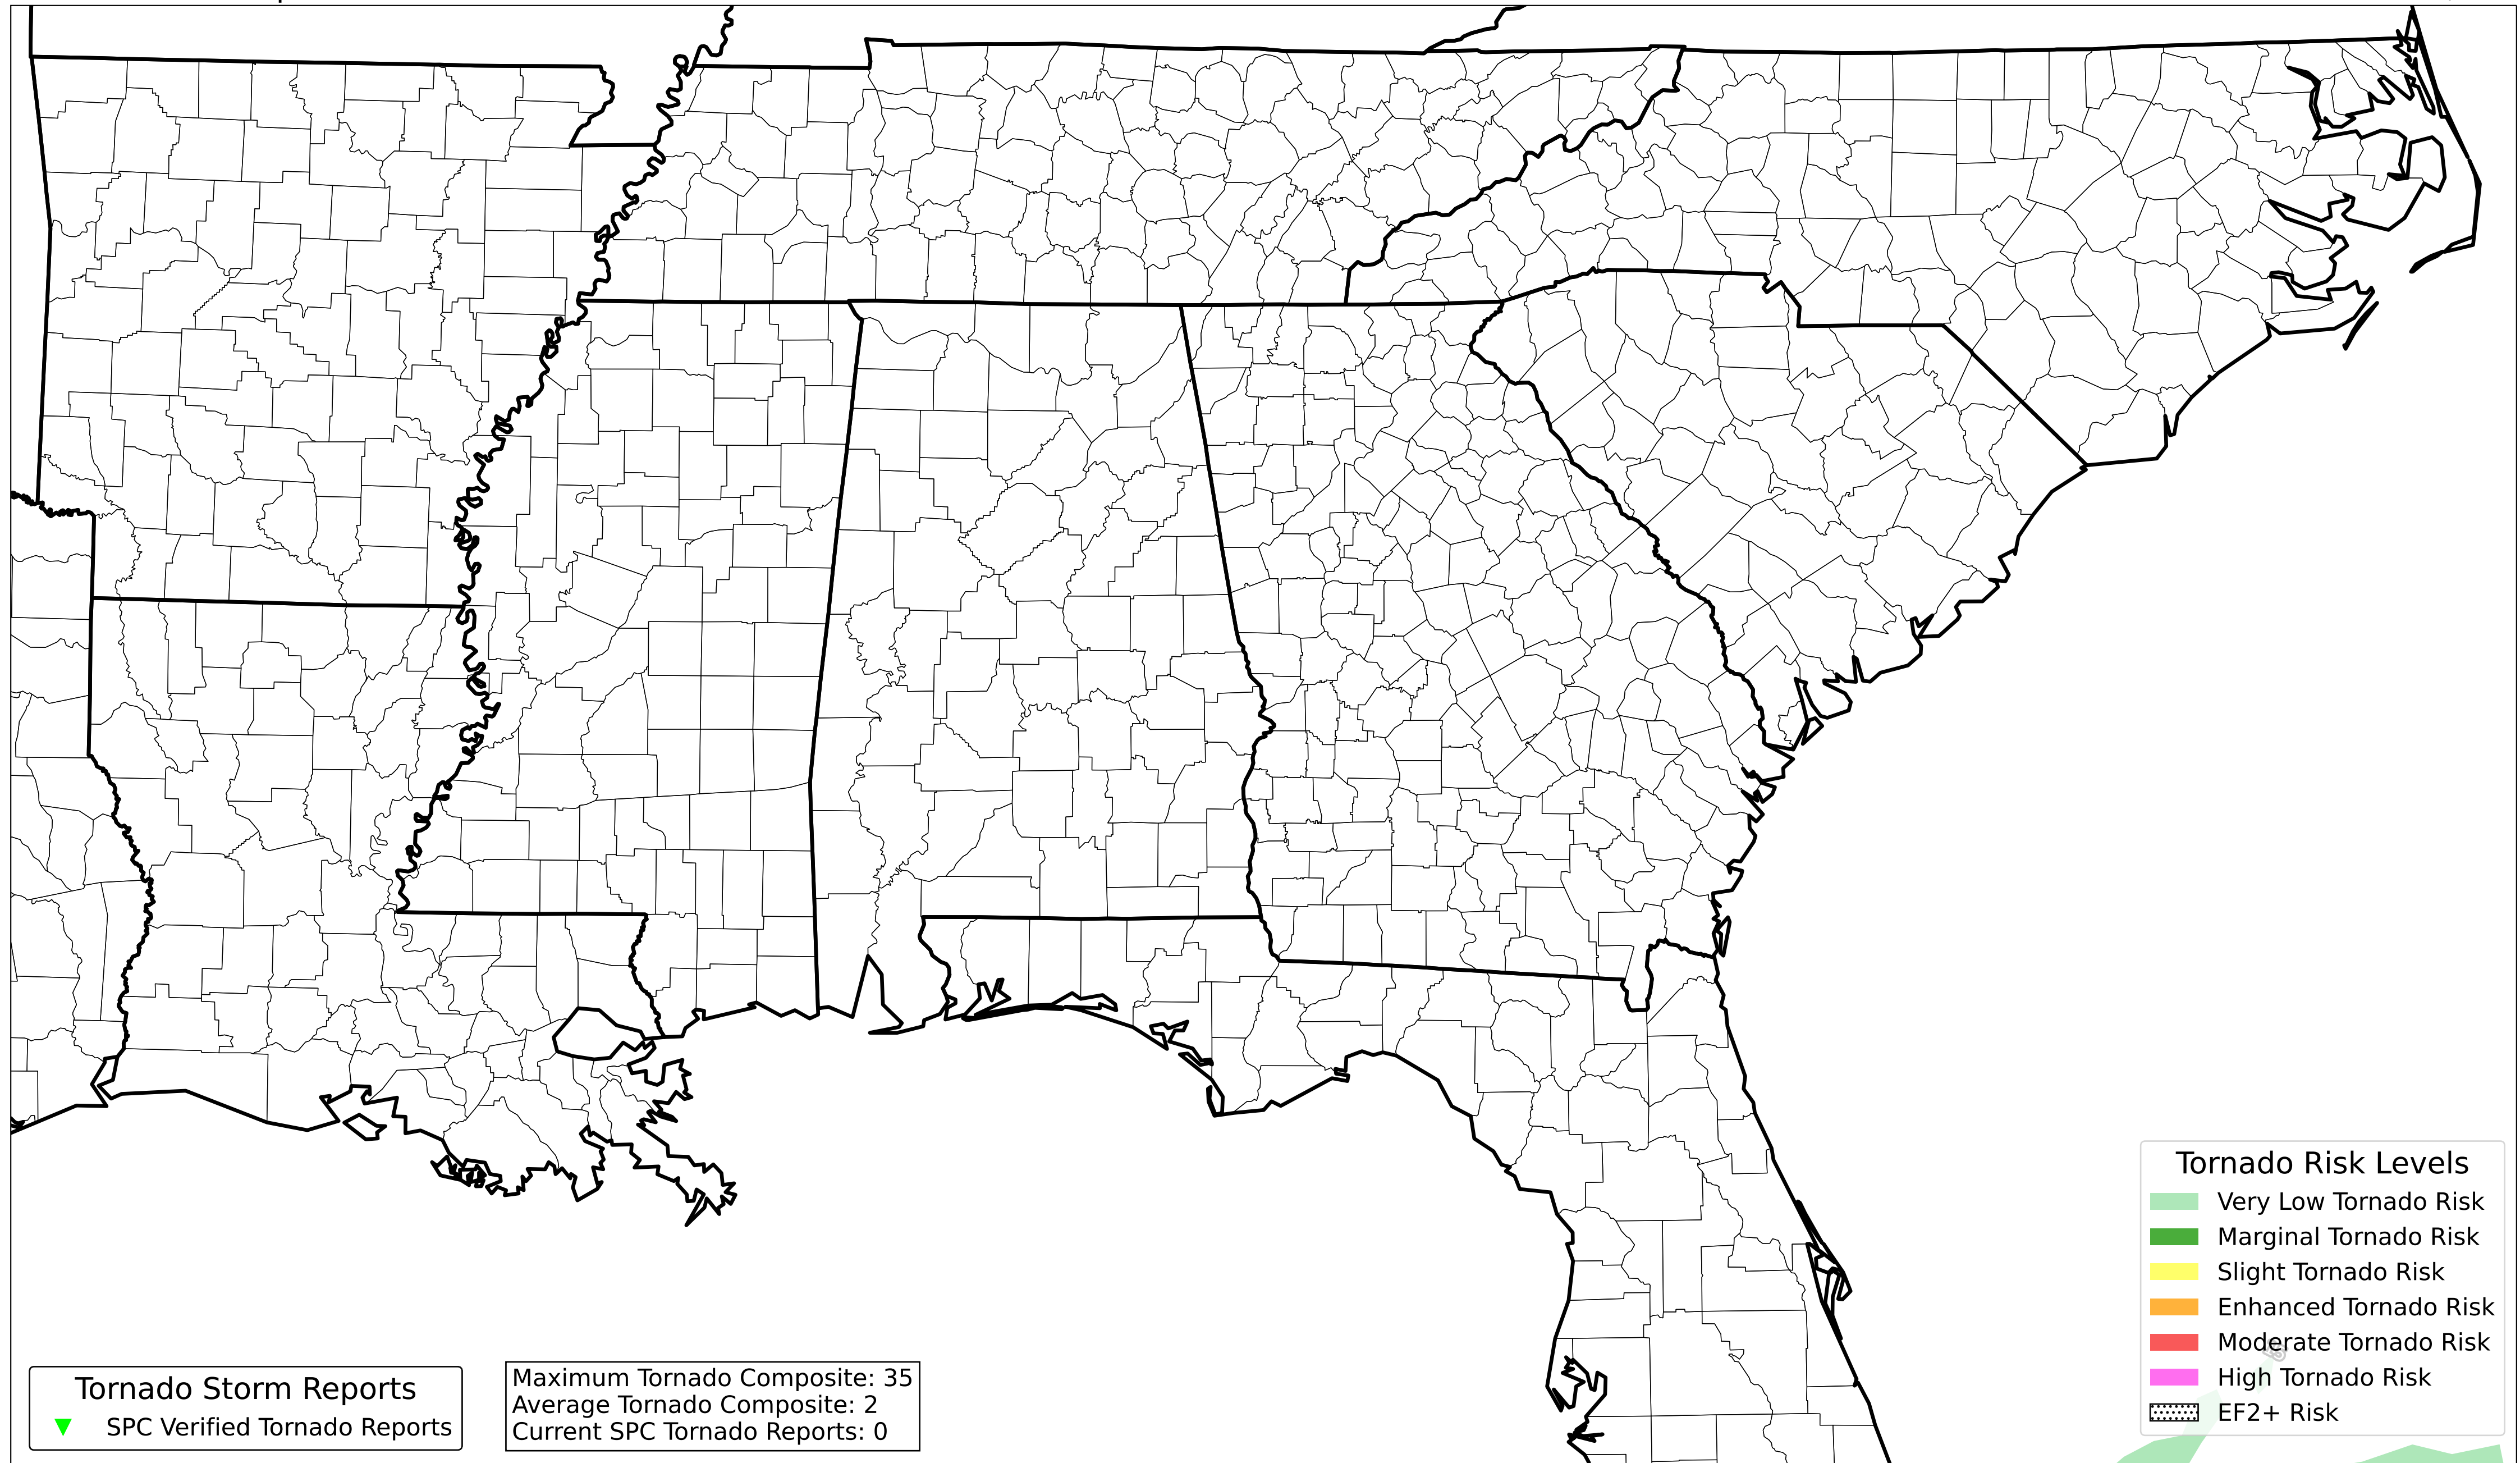 Tornado Risk Levels
Very Low Tornado Risk
Marginal Tornado Risk
Slight Tornado Risk
Enhanced Tornado Risk
Moderate Tornado Risk
High Tornado Risk
EF2+ Risk
Tornado Storm Reports
SPC Verified Tornado Reports
Maximum Tornado Composite: 35
Average Tornado Composite: 2
Current SPC Tornado Reports: 0